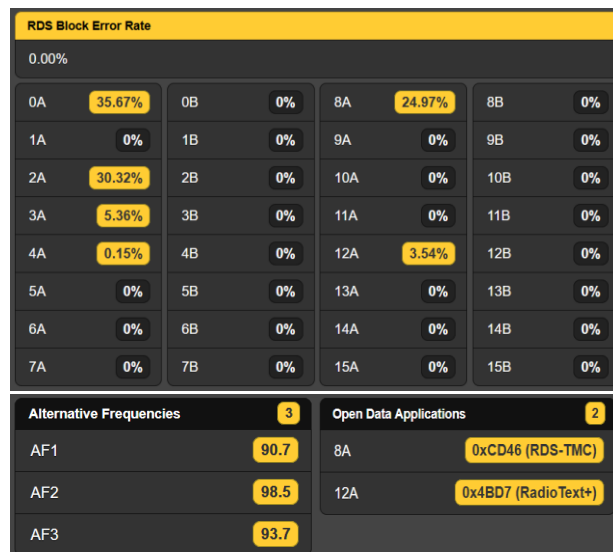 RDS Block Error Rate
0.00%
0A 35.67% 0B 0% 8A 24.97% 8B 0%
1A 0% 1B 0% 9A 0% 9B 0%
2A 30.32% 2B 0% 10A 0% 10B 0%
3A 5.36% 3B 0% 11A 0% 11B 0%
4A 0.15% 4B 0% 12A 3.54% 12B 0%
5A 0% 5B 0% 13A 0% 13B 0%
6A 0% 6B 0% 14A 0% 14B 0%
7A 0% 7B 0% 15A 0% 15B 0%
Alternative Frequencies 3
AF1 90.7
AF2 98.5
AF3 93.7
Open Data Applications 2
8A 0xCD46 (RDS-TMC)
12A 0x4BD7 (RadioText+)